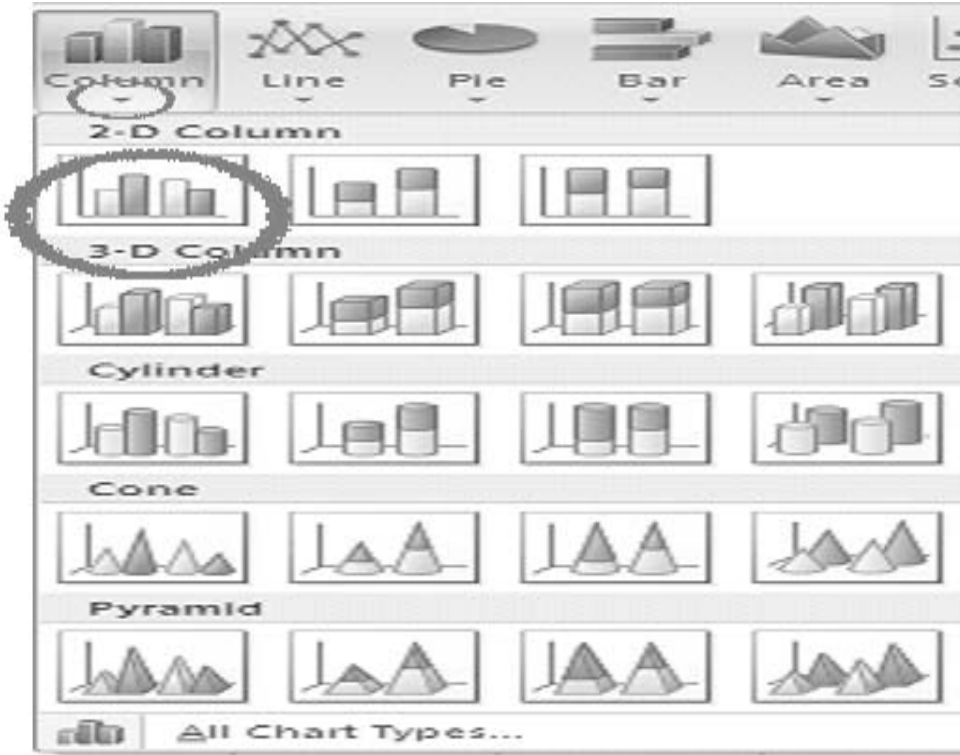 Column Line Pie Bar Area
2-D Column
3-D Column
Cylinder
Cone
Pyramid
All Chart Types...